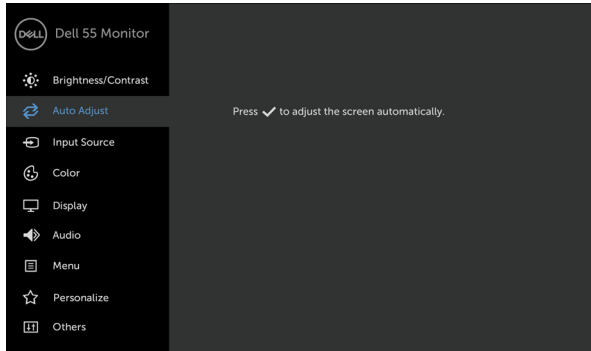 DELL Dell 55 Monitor
Brightness/Contrast
Auto Adjust
Press ✓ to adjust the screen automatically.
Input Source
Color
Display
Audio
Menu
Personalize
Others